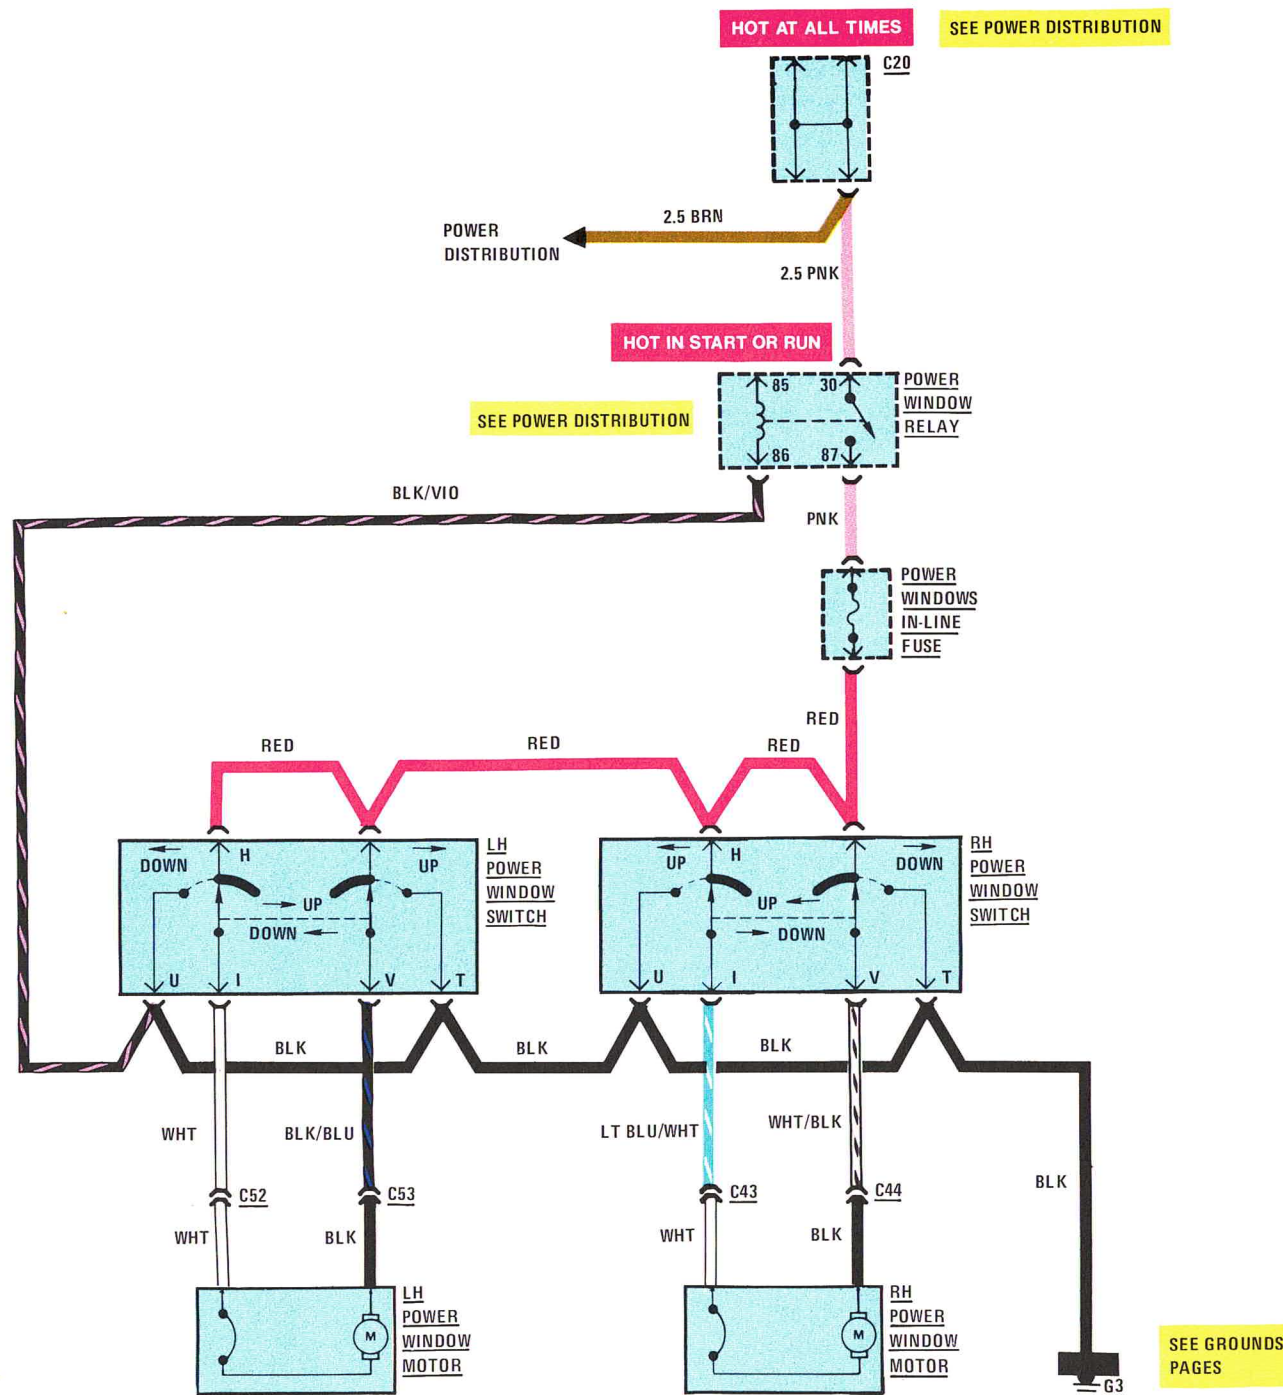 HOT AT ALL TIMES
SEE POWER DISTRIBUTION
C20
2.5 BRN
POWER
DISTRIBUTION
2.5 PNK
HOT IN START OR RUN
85
30
POWER
WINDOW
RELAY
SEE POWER DISTRIBUTION
86
87
BLK/VIO
PNK
POWER
WINDOWS
IN-LINE
FUSE
RED
RED
RED
RED
DOWN
H
UP
LH
POWER
WINDOW
SWITCH
UP
DOWN
U
I
V
T
UP
H
DOWN
RH
POWER
WINDOW
SWITCH
UP
DOWN
U
I
V
T
BLK
BLK
BLK
WHT
BLK/BLU
LT BLU/WHT
WHT/BLK
BLK
C52
C53
C43
C44
WHT
BLK
WHT
BLK
LH
POWER
WINDOW
MOTOR
M
RH
POWER
WINDOW
MOTOR
M
SEE GROUNDS
PAGES
G3